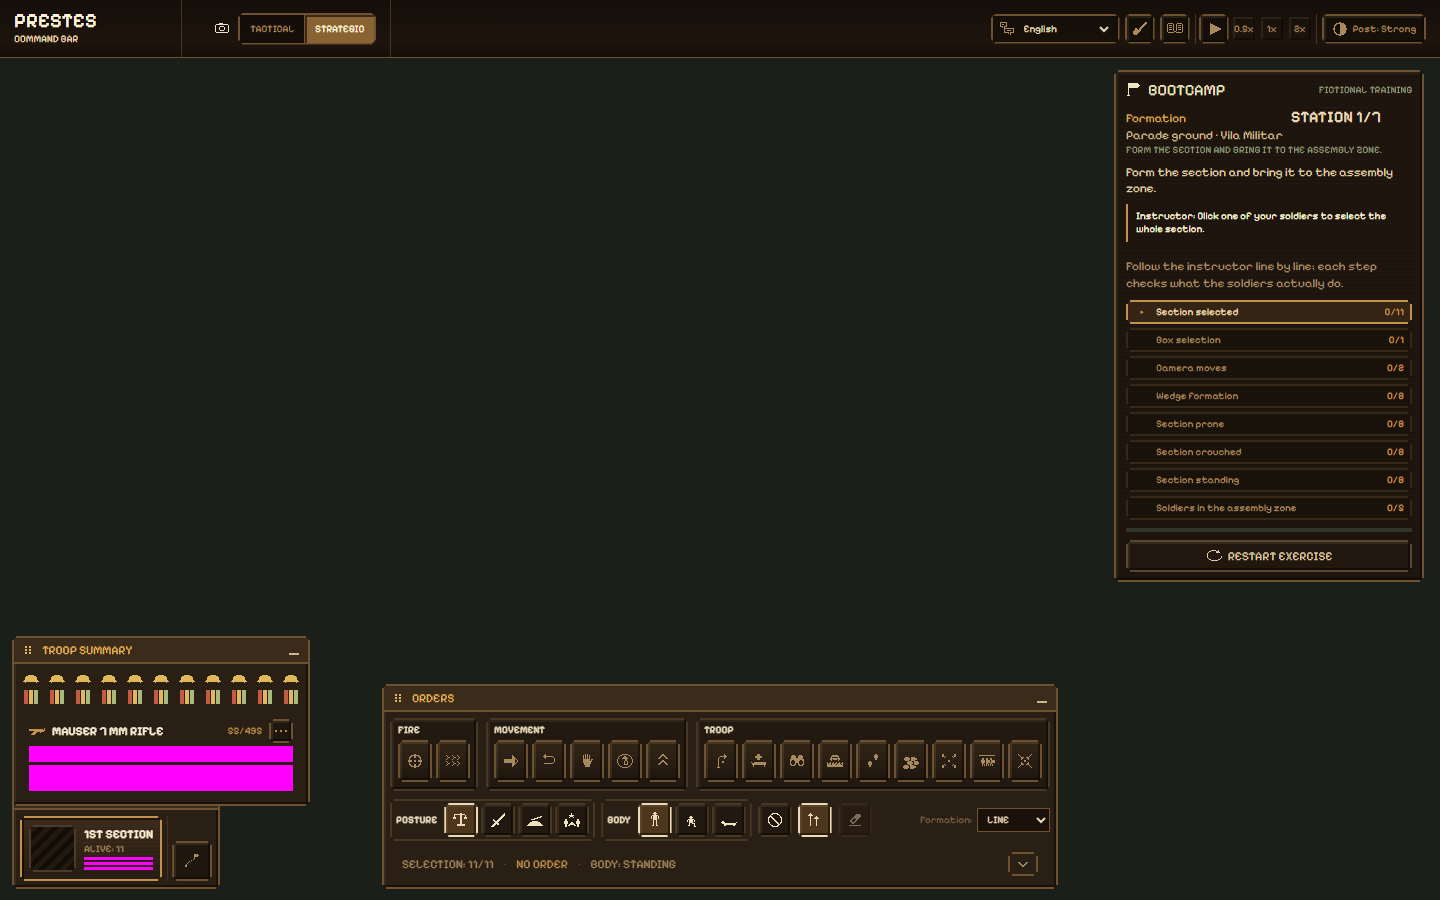 PRESTES
COMMAND BAR
TACTICAL
STRATEGIC
English
0.5x
1x
2x
Post: Strong
BOOTCAMP
FICTIONAL TRAINING
Formation
STATION 1/7
Parade ground · Vila Militar
FORM THE SECTION AND BRING IT TO THE ASSEMBLY ZONE.
Form the section and bring it to the assembly
zone.
Instructor: Click one of your soldiers to select the
whole section.
Follow the instructor line by line: each step
checks what the soldiers actually do.
Section selected 0/11
Box selection 0/1
Camera moves 0/2
Wedge formation 0/8
Section prone 0/8
Section crouched 0/8
Section standing 0/8
Soldiers in the assembly zone 0/9
RESTART EXERCISE
TROOP SUMMARY
MAUSER 7 MM RIFLE
1ST SECTION
ALIVE: 11
ORDERS
FIRE
MOVEMENT
TROOP
POSTURE
BODY
Formation:
LINE
SELECTION: 11/11 · NO ORDER · BODY: STANDING